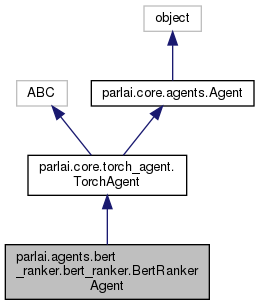 object
ABC
parlai.core.agents.Agent
parlai.core.torch_agent.
TorchAgent
parlai.agents.bert
_ranker.bert_ranker.BertRanker
Agent